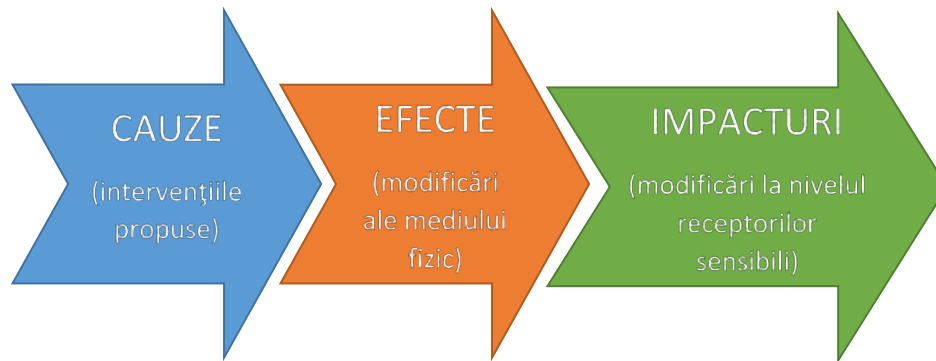 CAUZE
(intervenţiile
propuse)
EFECTE
(modificări
ale mediului
fizic)
IMPACTURI
(modificări la nivelul
receptorilor
sensibili)